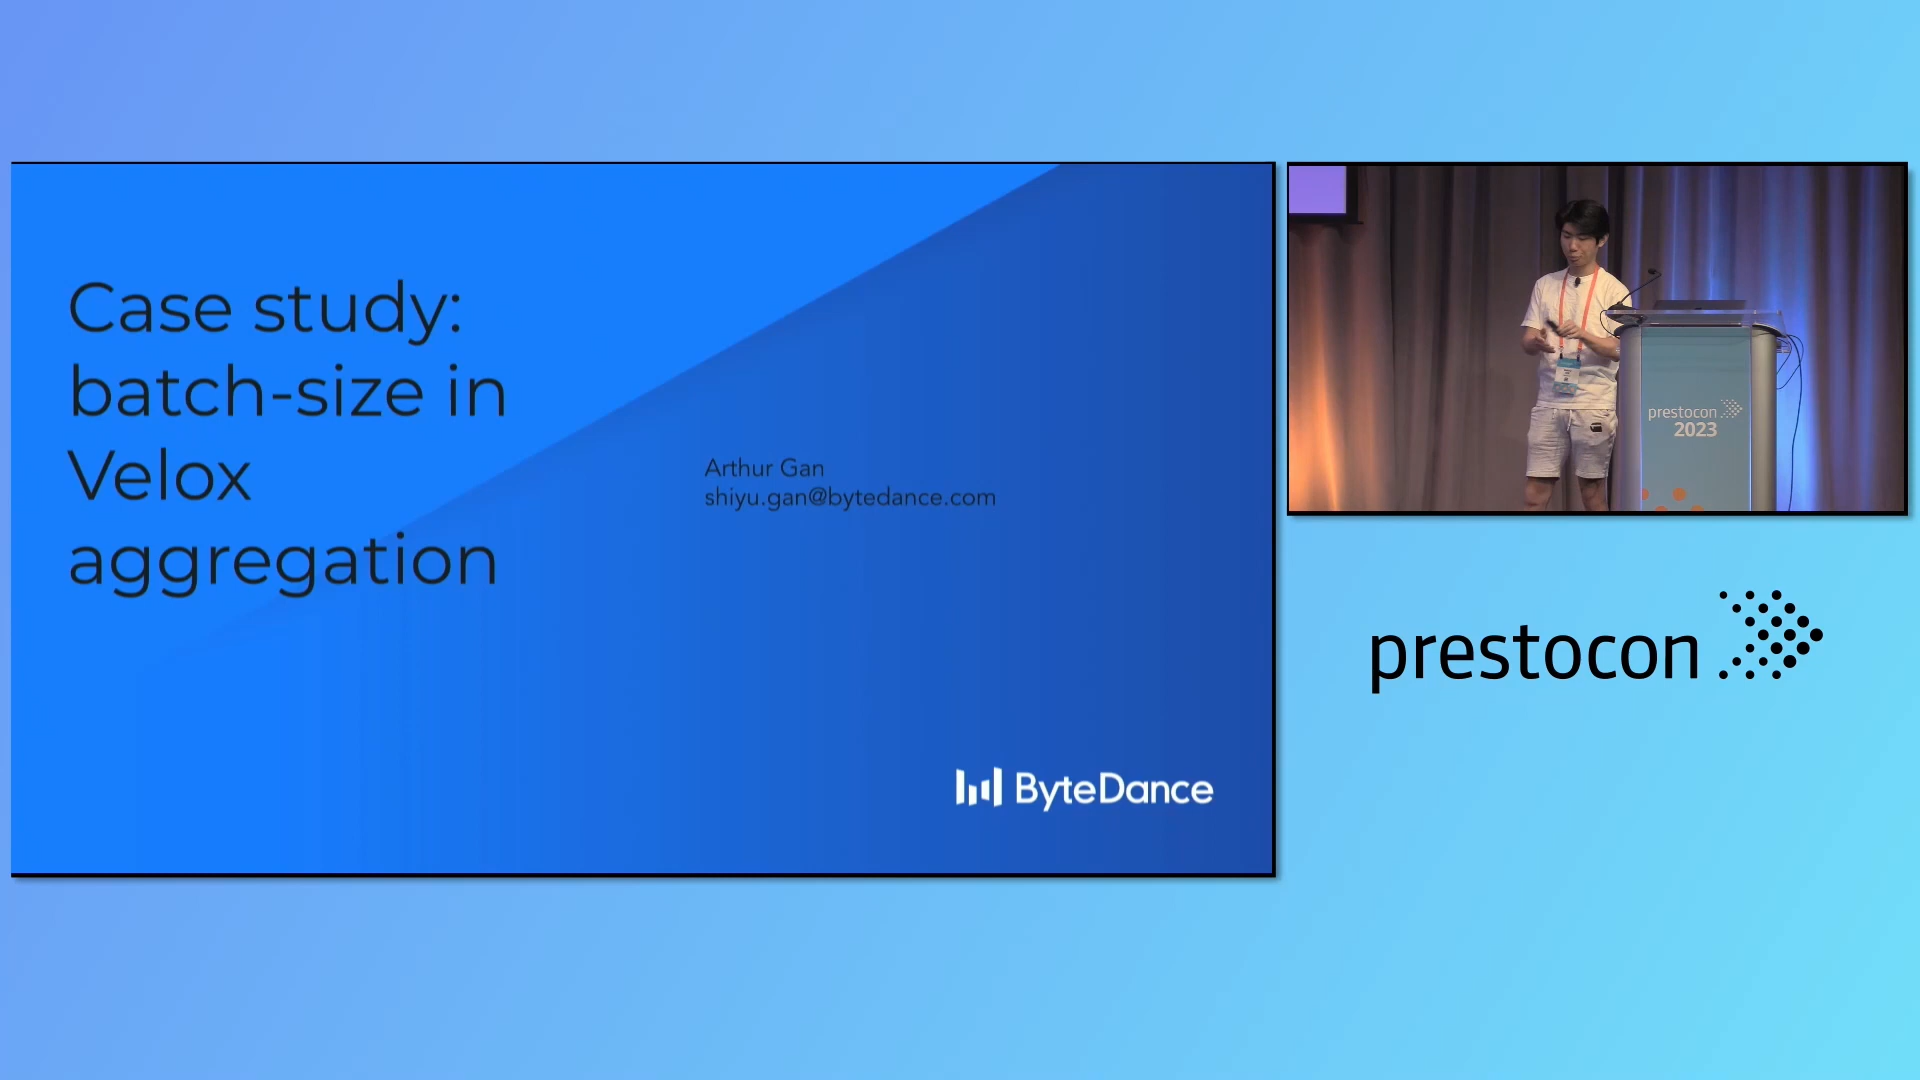 Case study:
batch-size in
Velox
aggregation
Arthur Gan
shiyu.gan@bytedance.com
ByteDance
prestocon
2023
prestocon